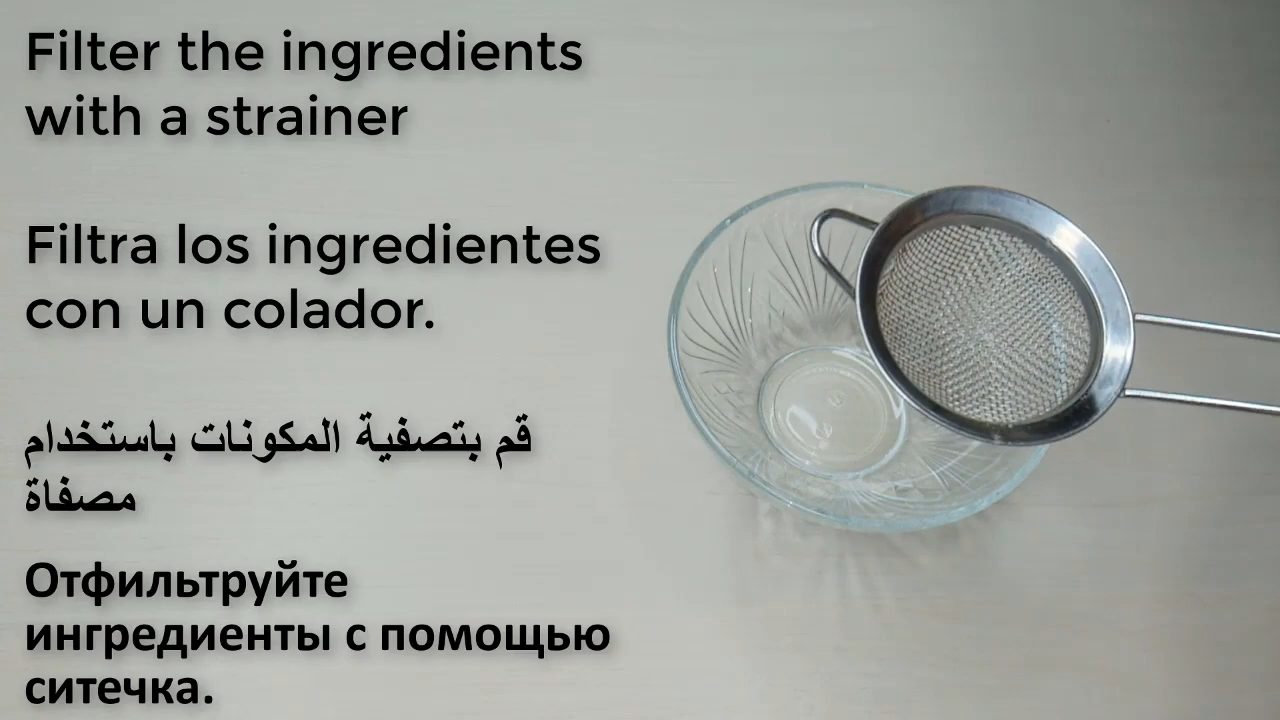 Filter the ingredients
with a strainer
Filtra los ingredientes
con un colador.
قم بتصفية المكونات باستخدام
مصفاة
Отфильтруйте
ингредиенты с помощью
ситечка.